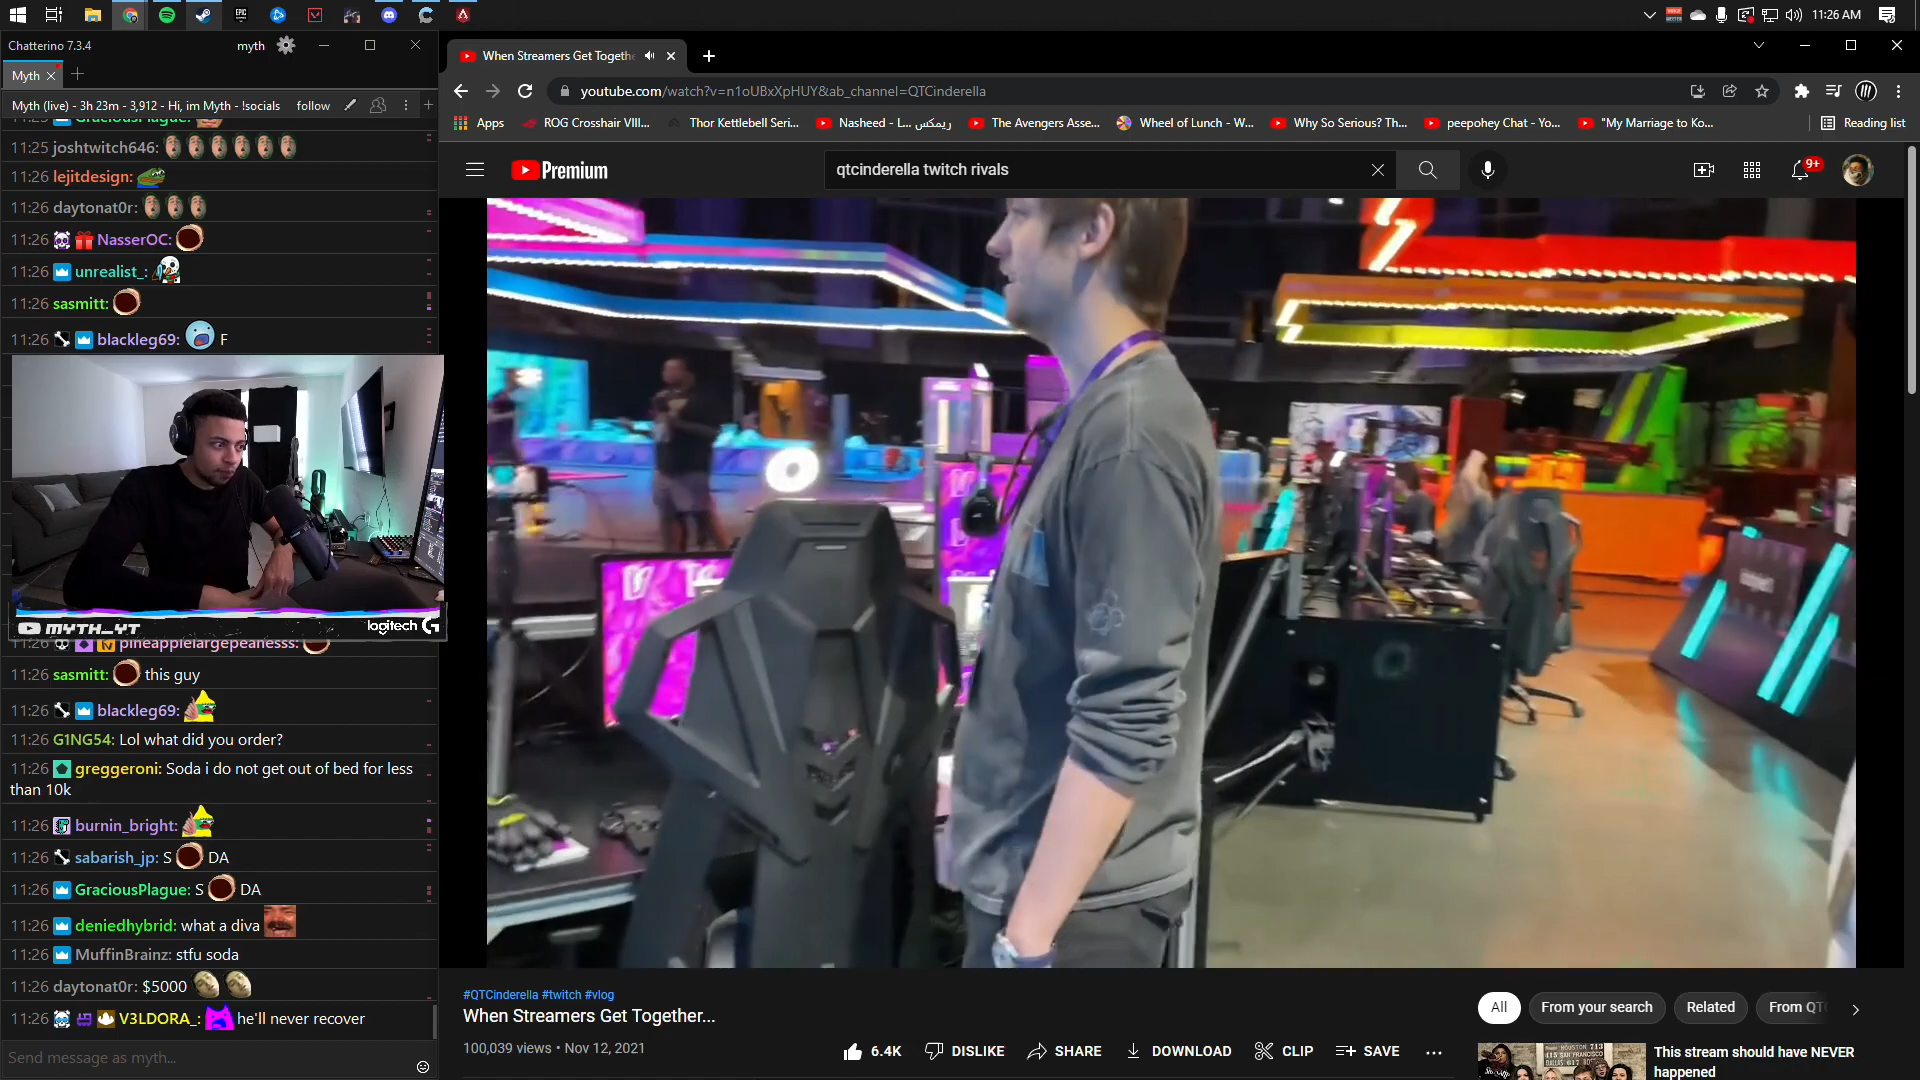 11:26 AM
Chatterino 7.3.4
myth
Myth
Myth (live) - 3h 23m - 3,912 - Hi, im Myth - !socials
follow
11:25 GraciousPlague:
11:25 joshtwitch646:
11:26 lejitdesign:
11:26 daytonat0r:
11:26 NasserOC:
11:26 unrealist_:
11:26 sasmitt:
11:26 blackleg69: F
MYTH_YT
logitech G
11:26 pineapplelargepeanesss:
11:26 sasmitt: this guy
11:26 blackleg69:
11:26 G1NG54: Lol what did you order?
11:26 greggeroni: Soda i do not get out of bed for less
than 10k
11:26 burnin_bright:
11:26 sabarish_jp: S DA
11:26 GraciousPlague: S DA
11:26 deniedhybrid: what a diva
11:26 MuffinBrainz: stfu soda
11:26 daytonat0r: $5000
11:26 V3LDORA_: he'll never recover
Send message as myth...
When Streamers Get Togethe
youtube.com/watch?v=n1oUBxXpHUY&ab_channel=QTCinderella
Apps
ROG Crosshair VIII...
Thor Kettlebell Seri...
Nasheed - L... ريمكس
The Avengers Asse...
Wheel of Lunch - W...
Why So Serious? Th...
peepohey Chat - Yo...
"My Marriage to Ko...
Reading list
Premium
qtcinderella twitch rivals
9+
#QTCinderella #twitch #vlog
When Streamers Get Together...
100,039 views • Nov 12, 2021
6.4K
DISLIKE
SHARE
DOWNLOAD
CLIP
SAVE
All
From your search
Related
From QTC
This stream should have NEVER
happened